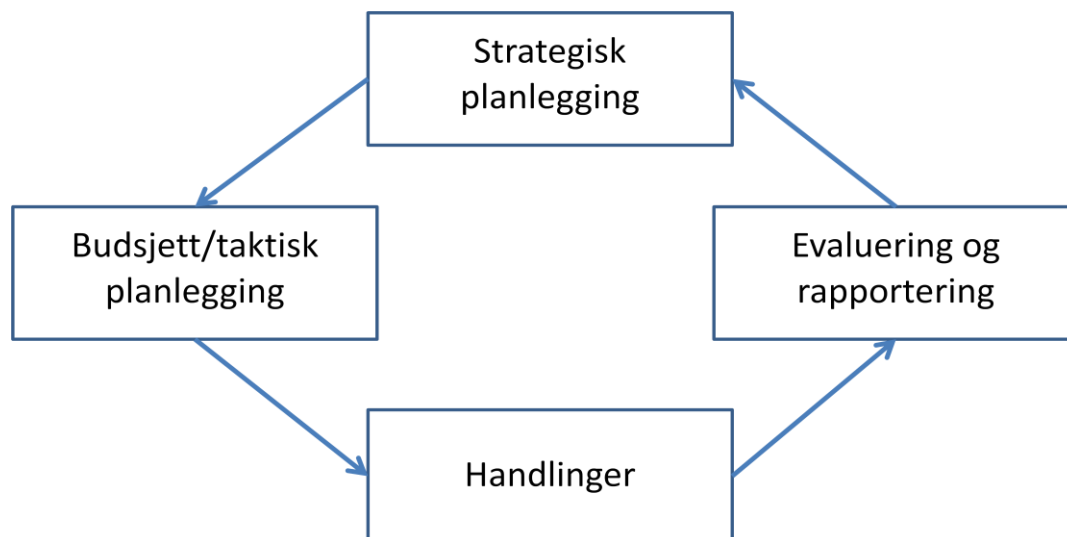 Strategisk
planlegging
Budsjett/taktisk
planlegging
Evaluering og
rapportering
Handlinger